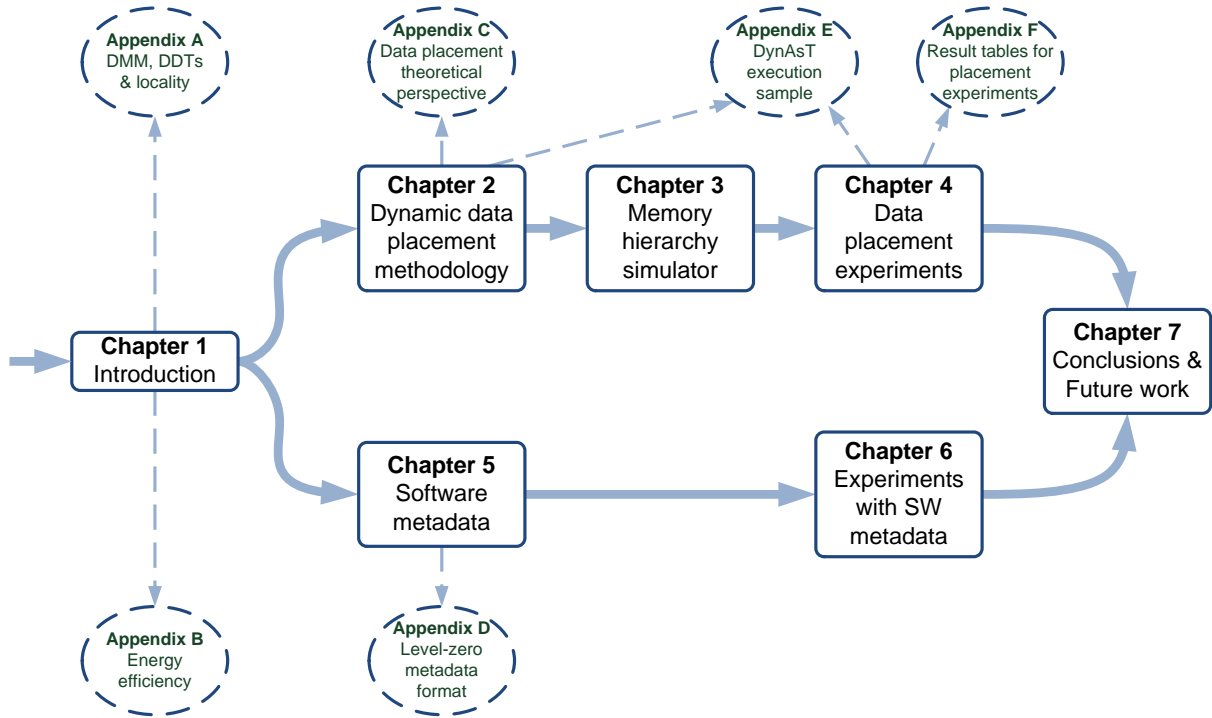 Appendix A
DMM, DDTs
& locality
Appendix C
Data placement
theoretical
perspective
Appendix E
DynAsT
execution
sample
Appendix F
Result tables for
placement
experiments
Chapter 2
Dynamic data
placement
methodology
Chapter 3
Memory
hierarchy
simulator
Chapter 4
Data
placement
experiments
Chapter 1
Introduction
Chapter 7
Conclusions &
Future work
Chapter 5
Software
metadata
Chapter 6
Experiments
with SW
metadata
Appendix B
Energy
efficiency
Appendix D
Level-zero
metadata
format